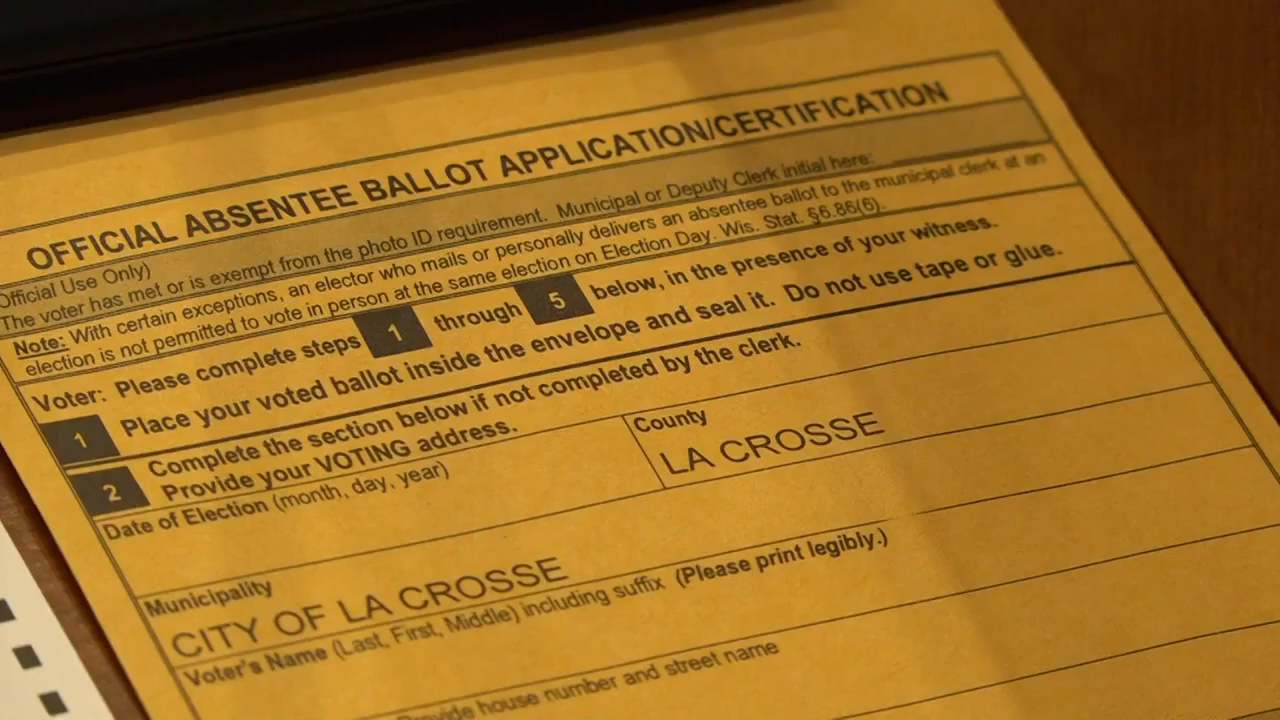 OFFICIAL ABSENTEE BALLOT APPLICATION/CERTIFICATION
Official Use Only)
The voter has met or is exempt from the photo ID requirement. Municipal or Deputy Clerk initial here:
Note: With certain exceptions, an elector who mails or personally delivers an absentee ballot to the municipal clerk at an
election is not permitted to vote in person at the same election on Election Day. Wis. Stat. §6.86(6).
Voter: Please complete steps 1 through 5 below, in the presence of your witness.
1 Place your voted ballot inside the envelope and seal it. Do not use tape or glue.
2 Complete the section below if not completed by the clerk.
Provide your VOTING address.
Date of Election (month, day, year)
County
LA CROSSE
Municipality
CITY OF LA CROSSE
Voter's Name (Last, First, Middle) including suffix (Please print legibly.)
Provide house number and street name